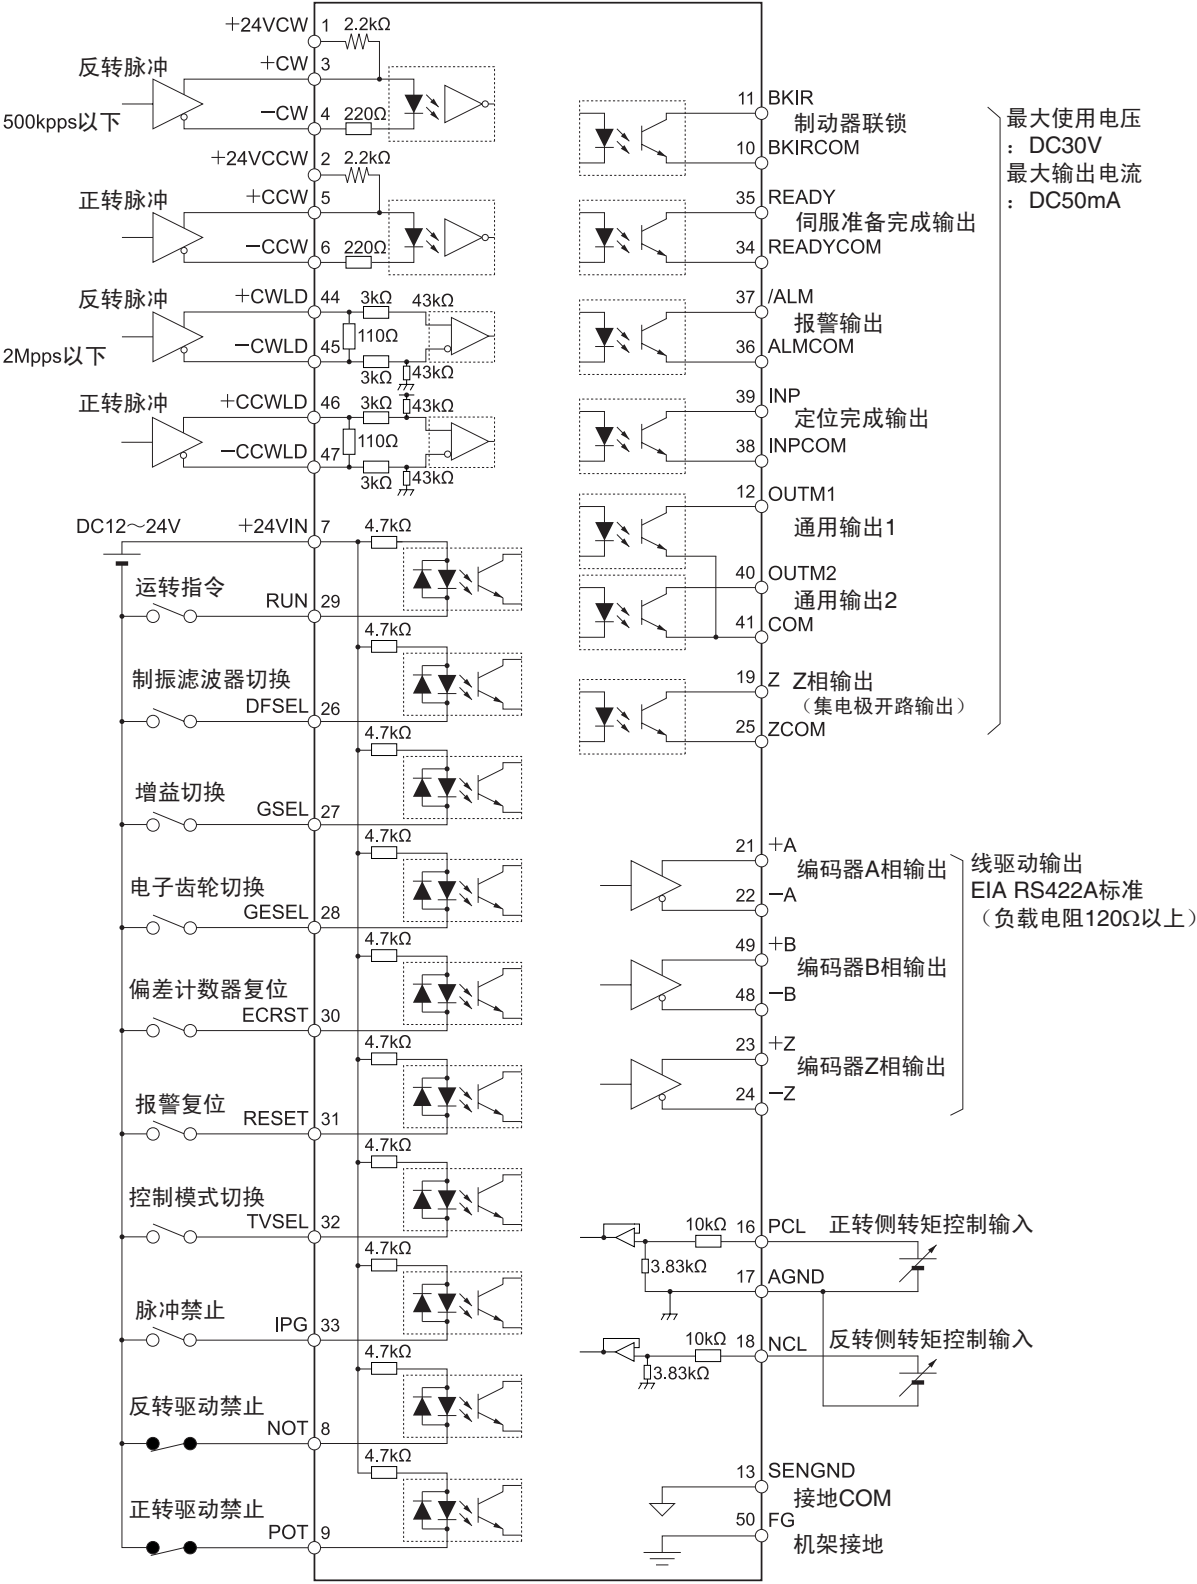 +24VCW 1 2.2kΩ
反转脉冲 +CW 3
500kpps以下 −CW 4 220Ω
+24VCCW 2 2.2kΩ
正转脉冲 +CCW 5
−CCW 6 220Ω
反转脉冲 +CWLD 44 3kΩ 43kΩ
110Ω
2Mpps以下 −CWLD 45
3kΩ 43kΩ
正转脉冲 +CCWLD 46 3kΩ 43kΩ
110Ω
−CCWLD 47
3kΩ 43kΩ
DC12～24V +24VIN 7 4.7kΩ
运转指令
RUN 29
4.7kΩ
制振滤波器切换
DFSEL 26
4.7kΩ
增益切换
GSEL 27
4.7kΩ
电子齿轮切换
GESEL 28
4.7kΩ
偏差计数器复位
ECRST 30
4.7kΩ
报警复位
RESET 31
4.7kΩ
控制模式切换
TVSEL 32
4.7kΩ
脉冲禁止
IPG 33
4.7kΩ
反转驱动禁止
NOT 8
4.7kΩ
正转驱动禁止
POT 9
11 BKIR
制动器联锁
10 BKIRCOM
35 READY
伺服准备完成输出
34 READYCOM
37 /ALM
报警输出
36 ALMCOM
39 INP
定位完成输出
38 INPCOM
12 OUTM1
通用输出1
40 OUTM2
通用输出2
41 COM
19 Z Z相输出
（集电极开路输出）
25 ZCOM
最大使用电压
：DC30V
最大输出电流
：DC50mA
21 +A
编码器A相输出
22 −A
49 +B
编码器B相输出
48 −B
23 +Z
编码器Z相输出
24 −Z
线驱动输出
EIA RS422A标准
（负载电阻120Ω以上）
10kΩ 16 PCL 正转侧转矩控制输入
3.83kΩ
17 AGND
10kΩ 18 NCL 反转侧转矩控制输入
3.83kΩ
13 SENGND
接地COM
50 FG
机架接地